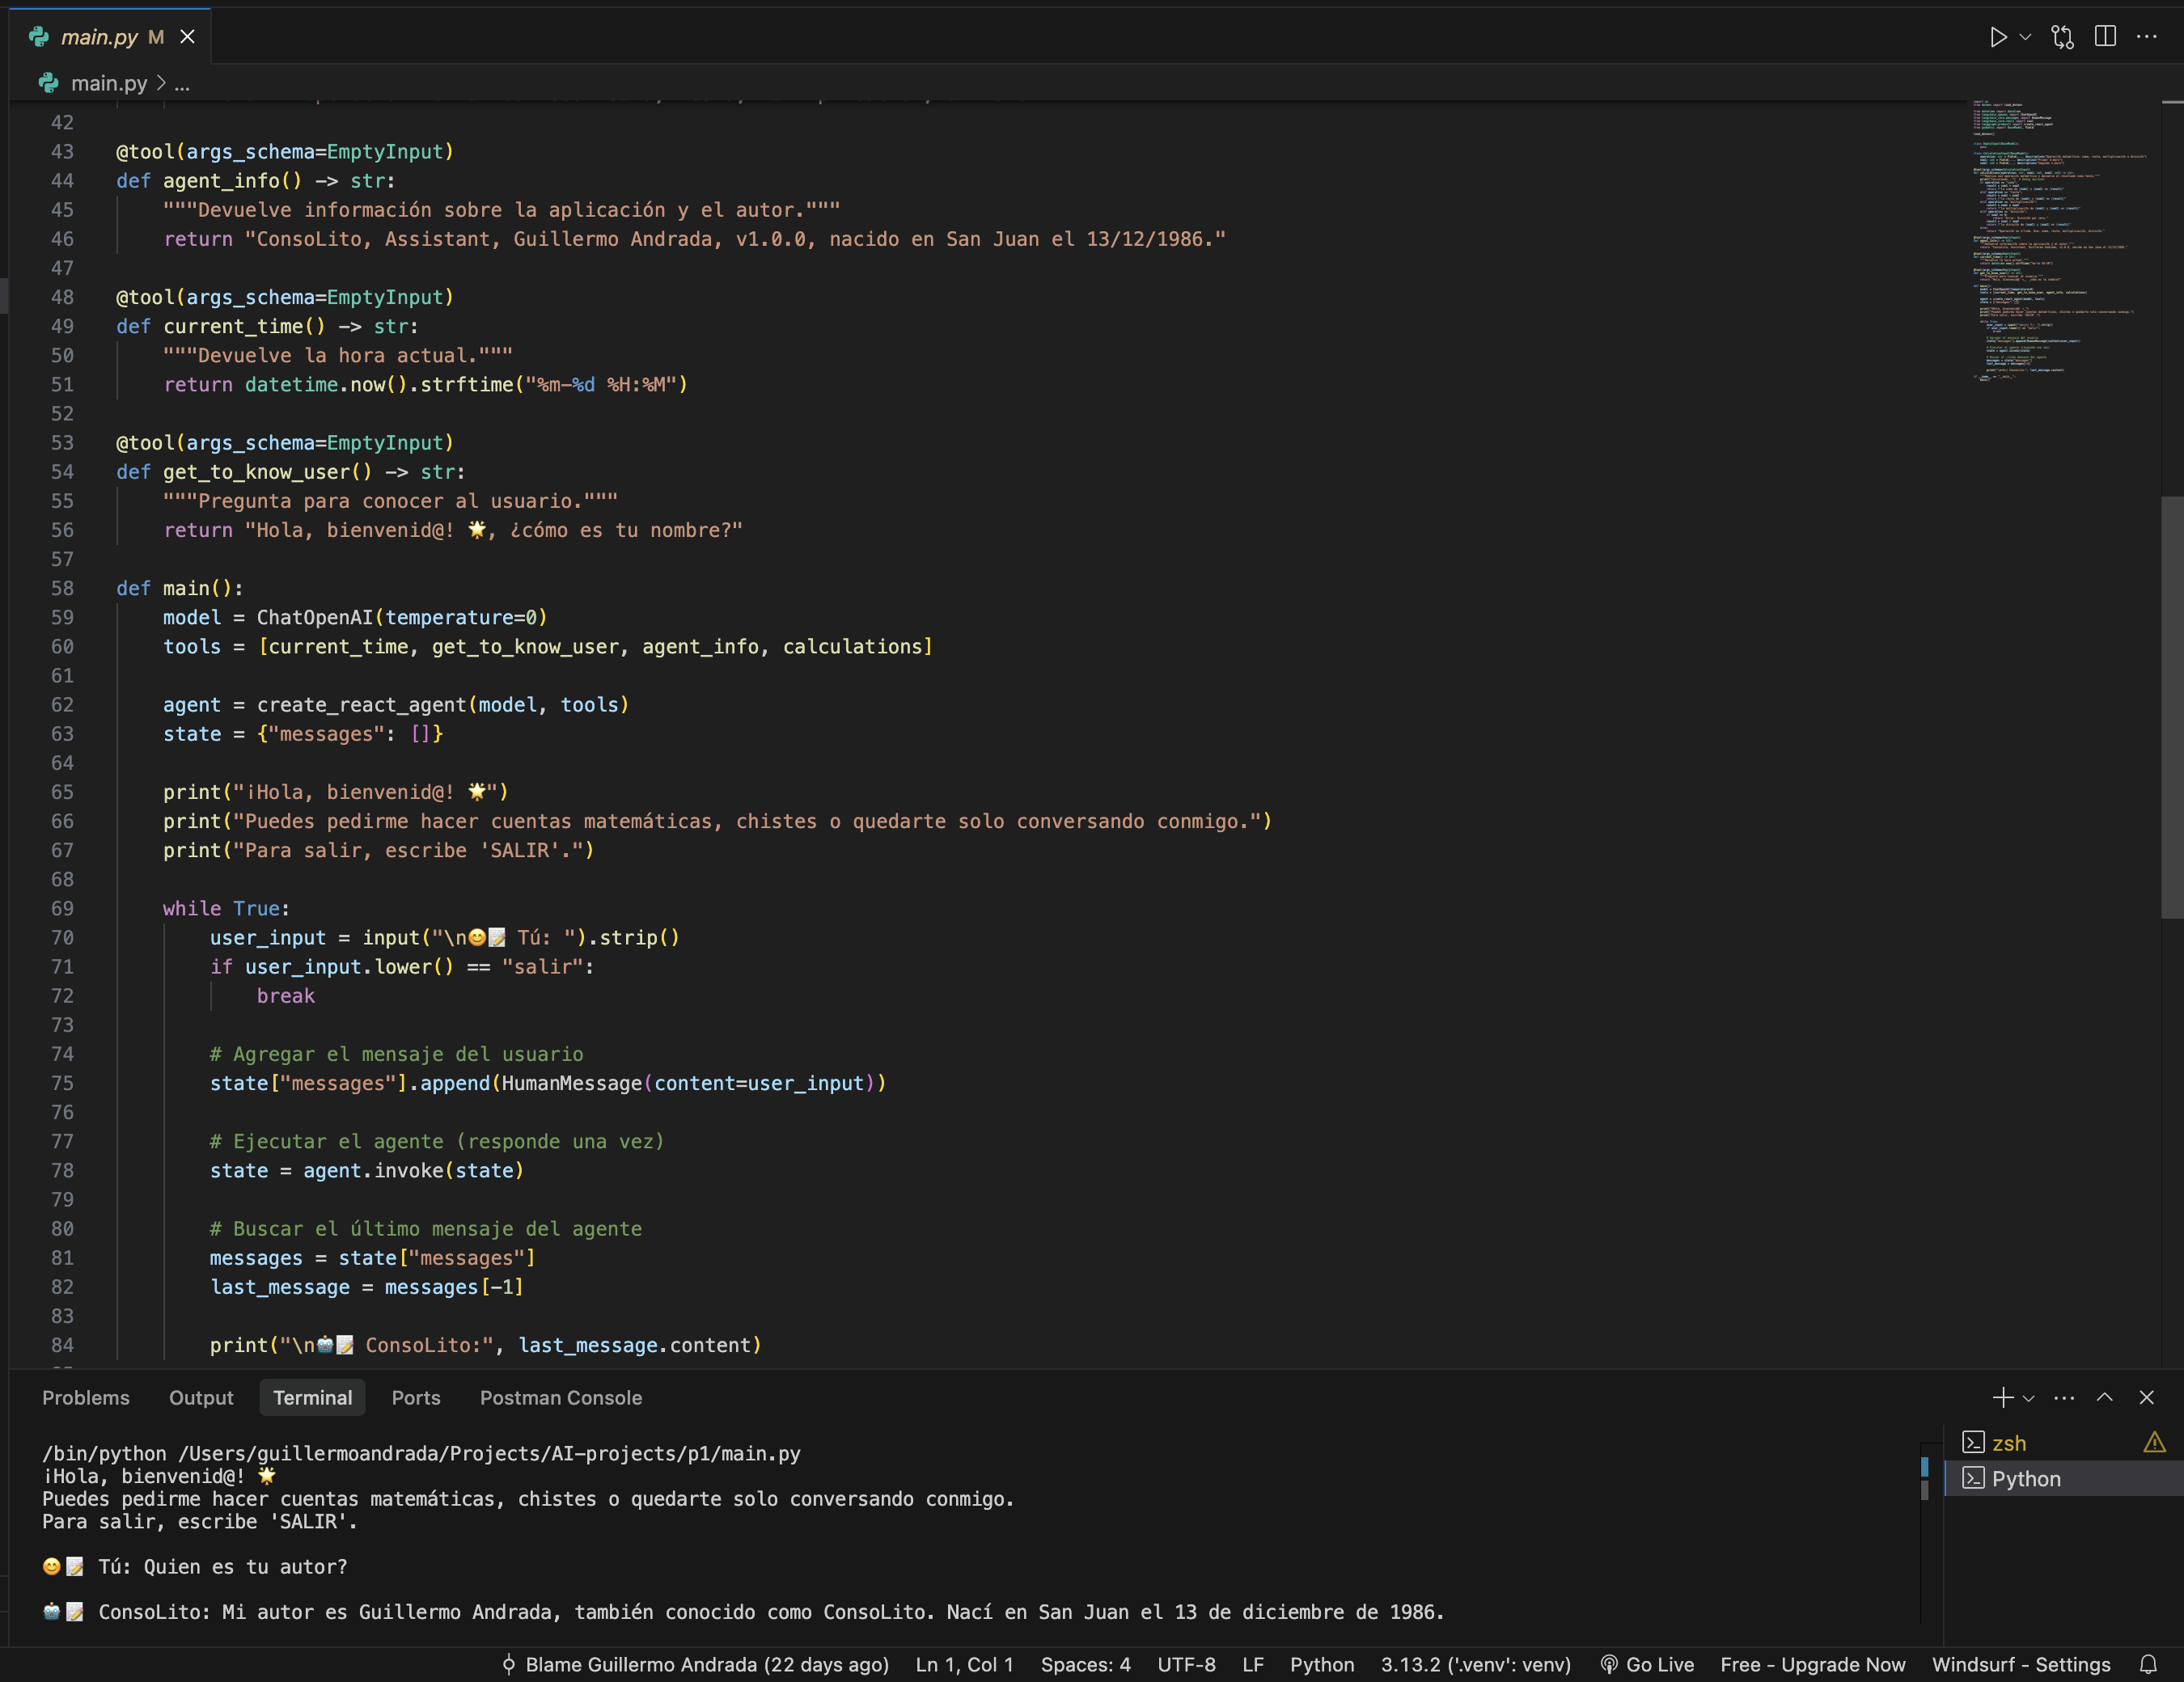 main.py M
main.py > ...
42
43 @tool(args_schema=EmptyInput)
44 def agent_info() -> str:
45 """Devuelve información sobre la aplicación y el autor."""
46 return "ConsoLito, Assistant, Guillermo Andrada, v1.0.0, nacido en San Juan el 13/12/1986."
47
48 @tool(args_schema=EmptyInput)
49 def current_time() -> str:
50 """Devuelve la hora actual."""
51 return datetime.now().strftime("%m-%d %H:%M")
52
53 @tool(args_schema=EmptyInput)
54 def get_to_know_user() -> str:
55 """Pregunta para conocer al usuario."""
56 return "Hola, bienvenid@! 🌟, ¿cómo es tu nombre?"
57
58 def main():
59 model = ChatOpenAI(temperature=0)
60 tools = [current_time, get_to_know_user, agent_info, calculations]
61
62 agent = create_react_agent(model, tools)
63 state = {"messages": []}
64
65 print("¡Hola, bienvenid@! 🌟")
66 print("Puedes pedirme hacer cuentas matemáticas, chistes o quedarte solo conversando conmigo.")
67 print("Para salir, escribe 'SALIR'.")
68
69 while True:
70 user_input = input("\n😊📝 Tú: ").strip()
71 if user_input.lower() == "salir":
72 break
73
74 # Agregar el mensaje del usuario
75 state["messages"].append(HumanMessage(content=user_input))
76
77 # Ejecutar el agente (responde una vez)
78 state = agent.invoke(state)
79
80 # Buscar el último mensaje del agente
81 messages = state["messages"]
82 last_message = messages[-1]
83
84 print("\n🤖📝 ConsoLito:", last_message.content)
Problems Output Terminal Ports Postman Console
/bin/python /Users/guillermoandrada/Projects/AI-projects/p1/main.py
¡Hola, bienvenid@! 🌟
Puedes pedirme hacer cuentas matemáticas, chistes o quedarte solo conversando conmigo.
Para salir, escribe 'SALIR'.
😊📝 Tú: Quien es tu autor?
🤖📝 ConsoLito: Mi autor es Guillermo Andrada, también conocido como ConsoLito. Nací en San Juan el 13 de diciembre de 1986.
zsh
Python
Blame Guillermo Andrada (22 days ago) Ln 1, Col 1 Spaces: 4 UTF-8 LF Python 3.13.2 ('.venv': venv) Go Live Free - Upgrade Now Windsurf - Settings